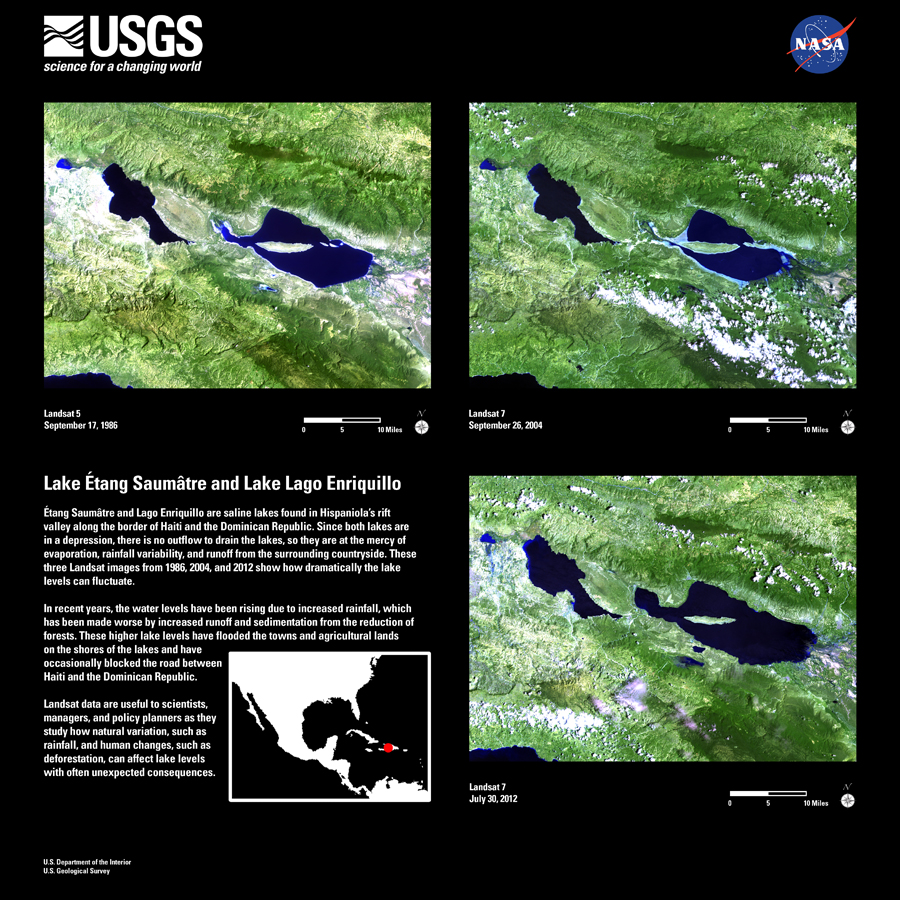 USGS
science for a changing world
NASA
Landsat 5
September 17, 1986
N
0 5 10 Miles
Landsat 7
September 26, 2004
N
0 5 10 Miles
Lake Étang Saumâtre and Lake Lago Enriquillo
Étang Saumâtre and Lago Enriquillo are saline lakes found in Hispaniola's rift
valley along the border of Haiti and the Dominican Republic. Since both lakes are
in a depression, there is no outflow to drain the lakes, so they are at the mercy of
evaporation, rainfall variability, and runoff from the surrounding countryside. These
three Landsat images from 1986, 2004, and 2012 show how dramatically the lake
levels can fluctuate.
In recent years, the water levels have been rising due to increased rainfall, which
has been made worse by increased runoff and sedimentation from the reduction of
forests. These higher lake levels have flooded the towns and agricultural lands
on the shores of the lakes and have
occasionally blocked the road between
Haiti and the Dominican Republic.
Landsat data are useful to scientists,
managers, and policy planners as they
study how natural variation, such as
rainfall, and human changes, such as
deforestation, can affect lake levels
with often unexpected consequences.
Landsat 7
July 30, 2012
N
0 5 10 Miles
U.S. Department of the Interior
U.S. Geological Survey